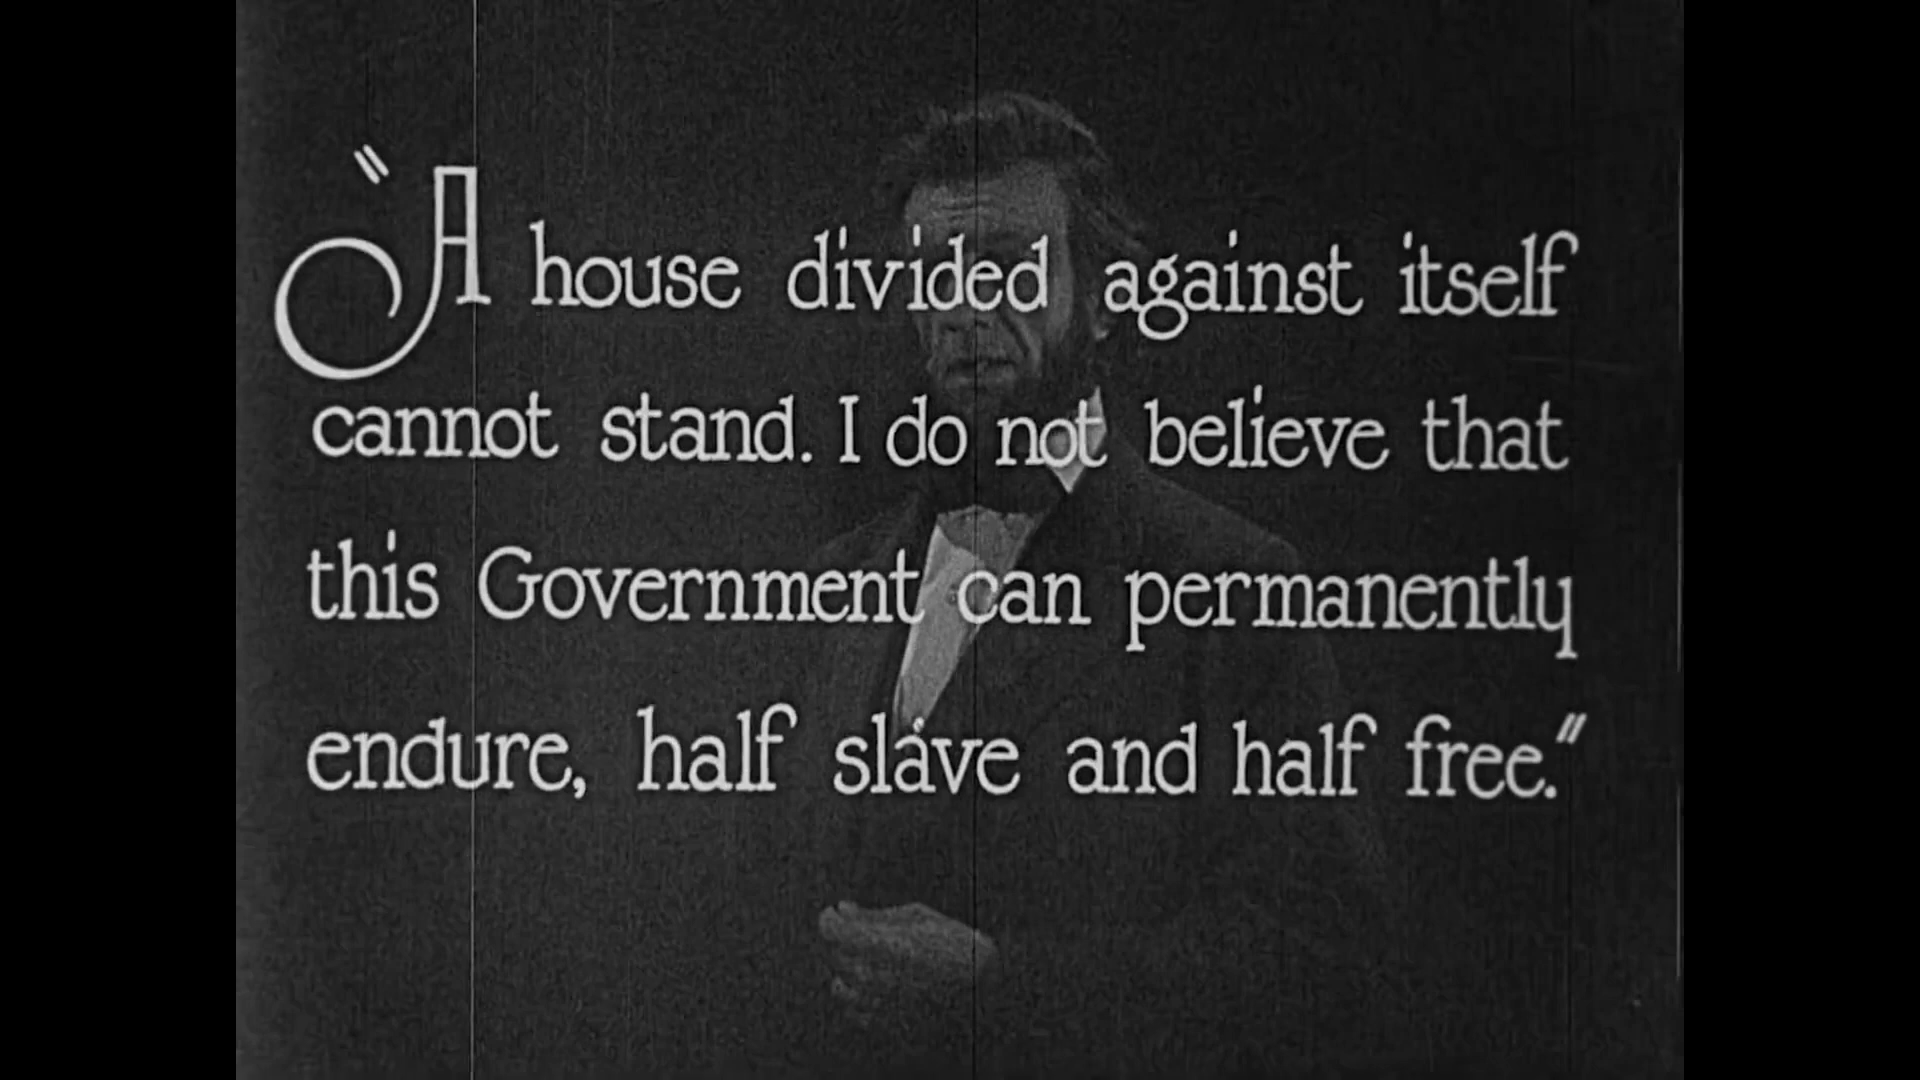 "A house divided against itself
cannot stand. I do not believe that
this Government can permanently
endure, half slave and half free."